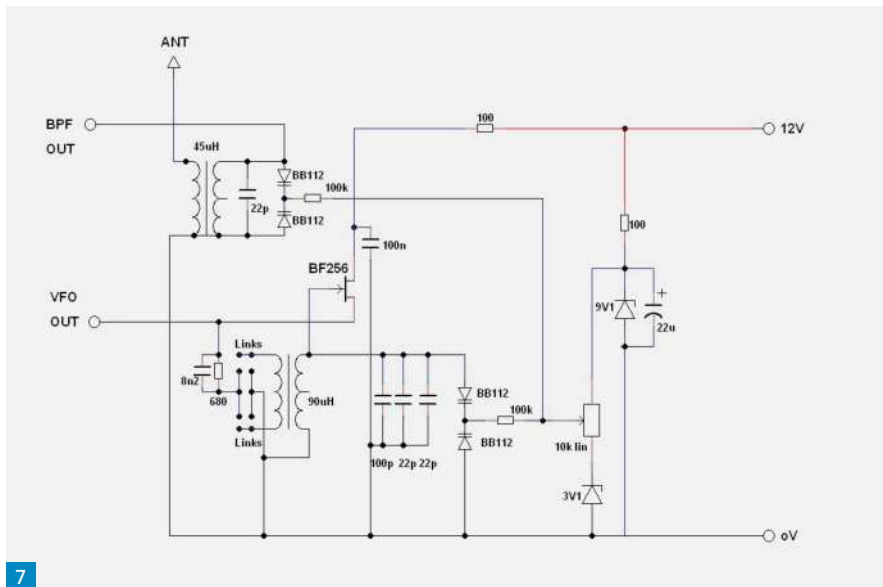 ANT
BPF
OUT
100
12V
45uH
BB112
100k
22p
BB112
100
100n
BF256
VFO
OUT
9V1
+
22u
Links
8n2
680
90uH
BB112
100k
Links
BB112
10k lin
100p 22p 22p
3V1
oV
7